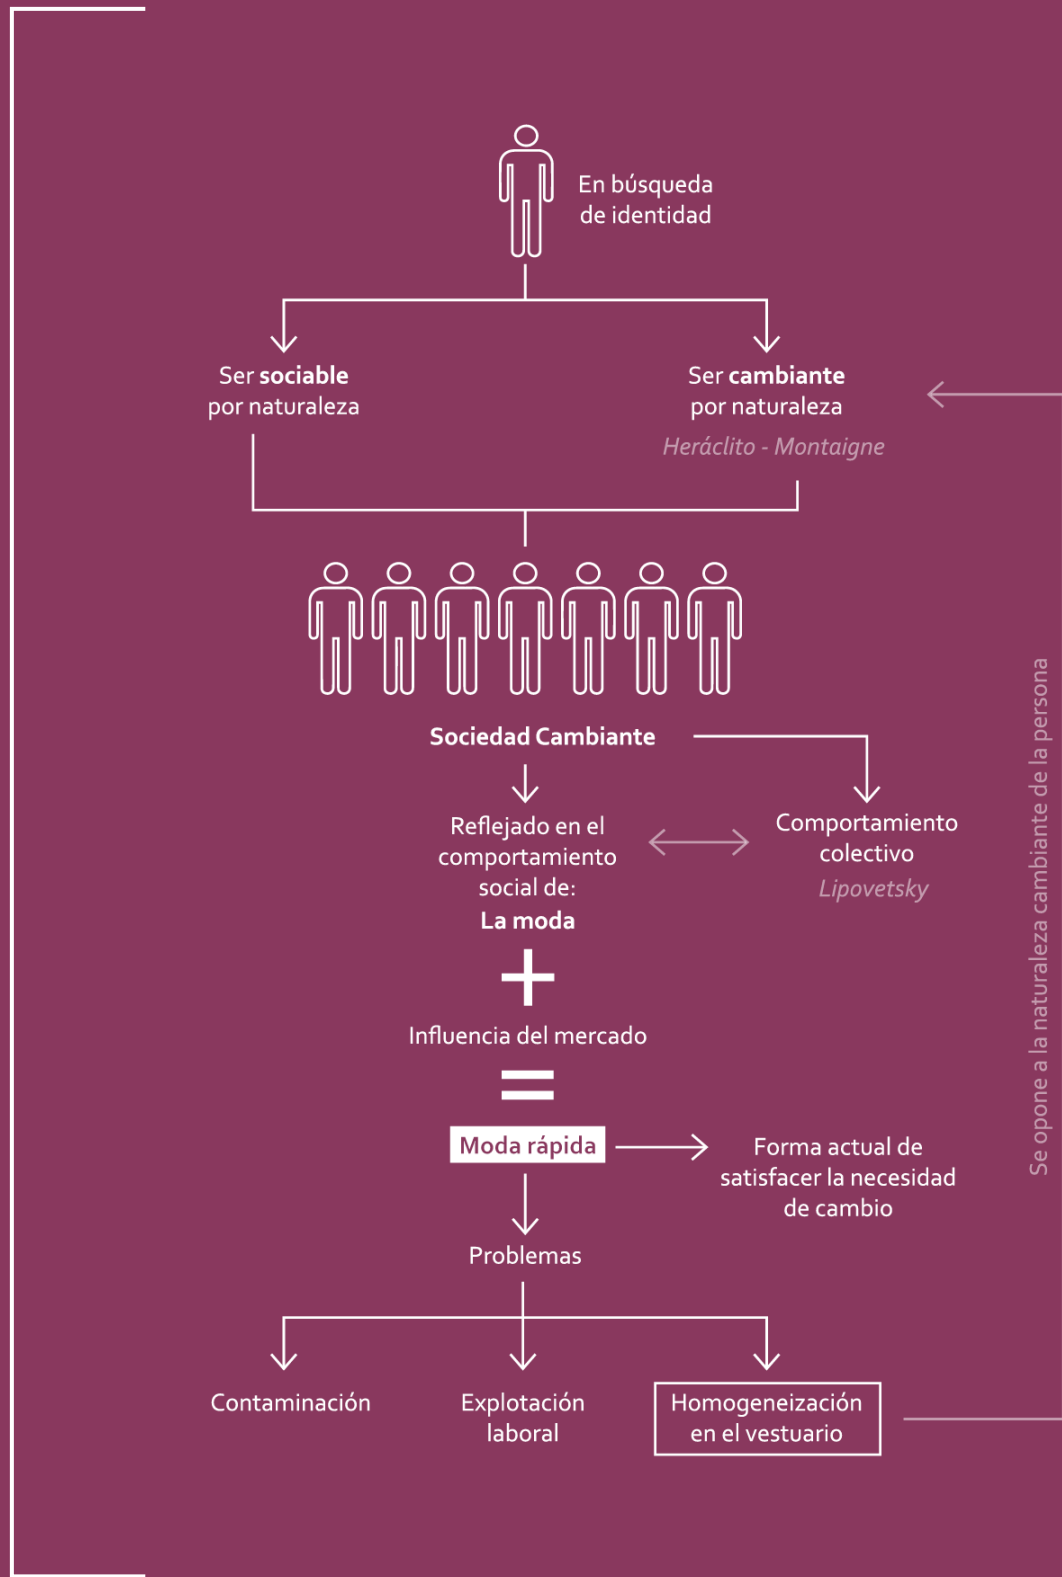 En búsqueda
de identidad
Ser sociable
por naturaleza
Ser cambiante
por naturaleza
Heráclito - Montaigne
Sociedad Cambiante
Reflejado en el
comportamiento
social de:
La moda
Comportamiento
colectivo
Lipovetsky
+
Influencia del mercado
=
Moda rápida
Forma actual de
satisfacer la necesidad
de cambio
Problemas
Contaminación
Explotación
laboral
Homogeneización
en el vestuario
Se opone a la naturaleza cambiante de la persona